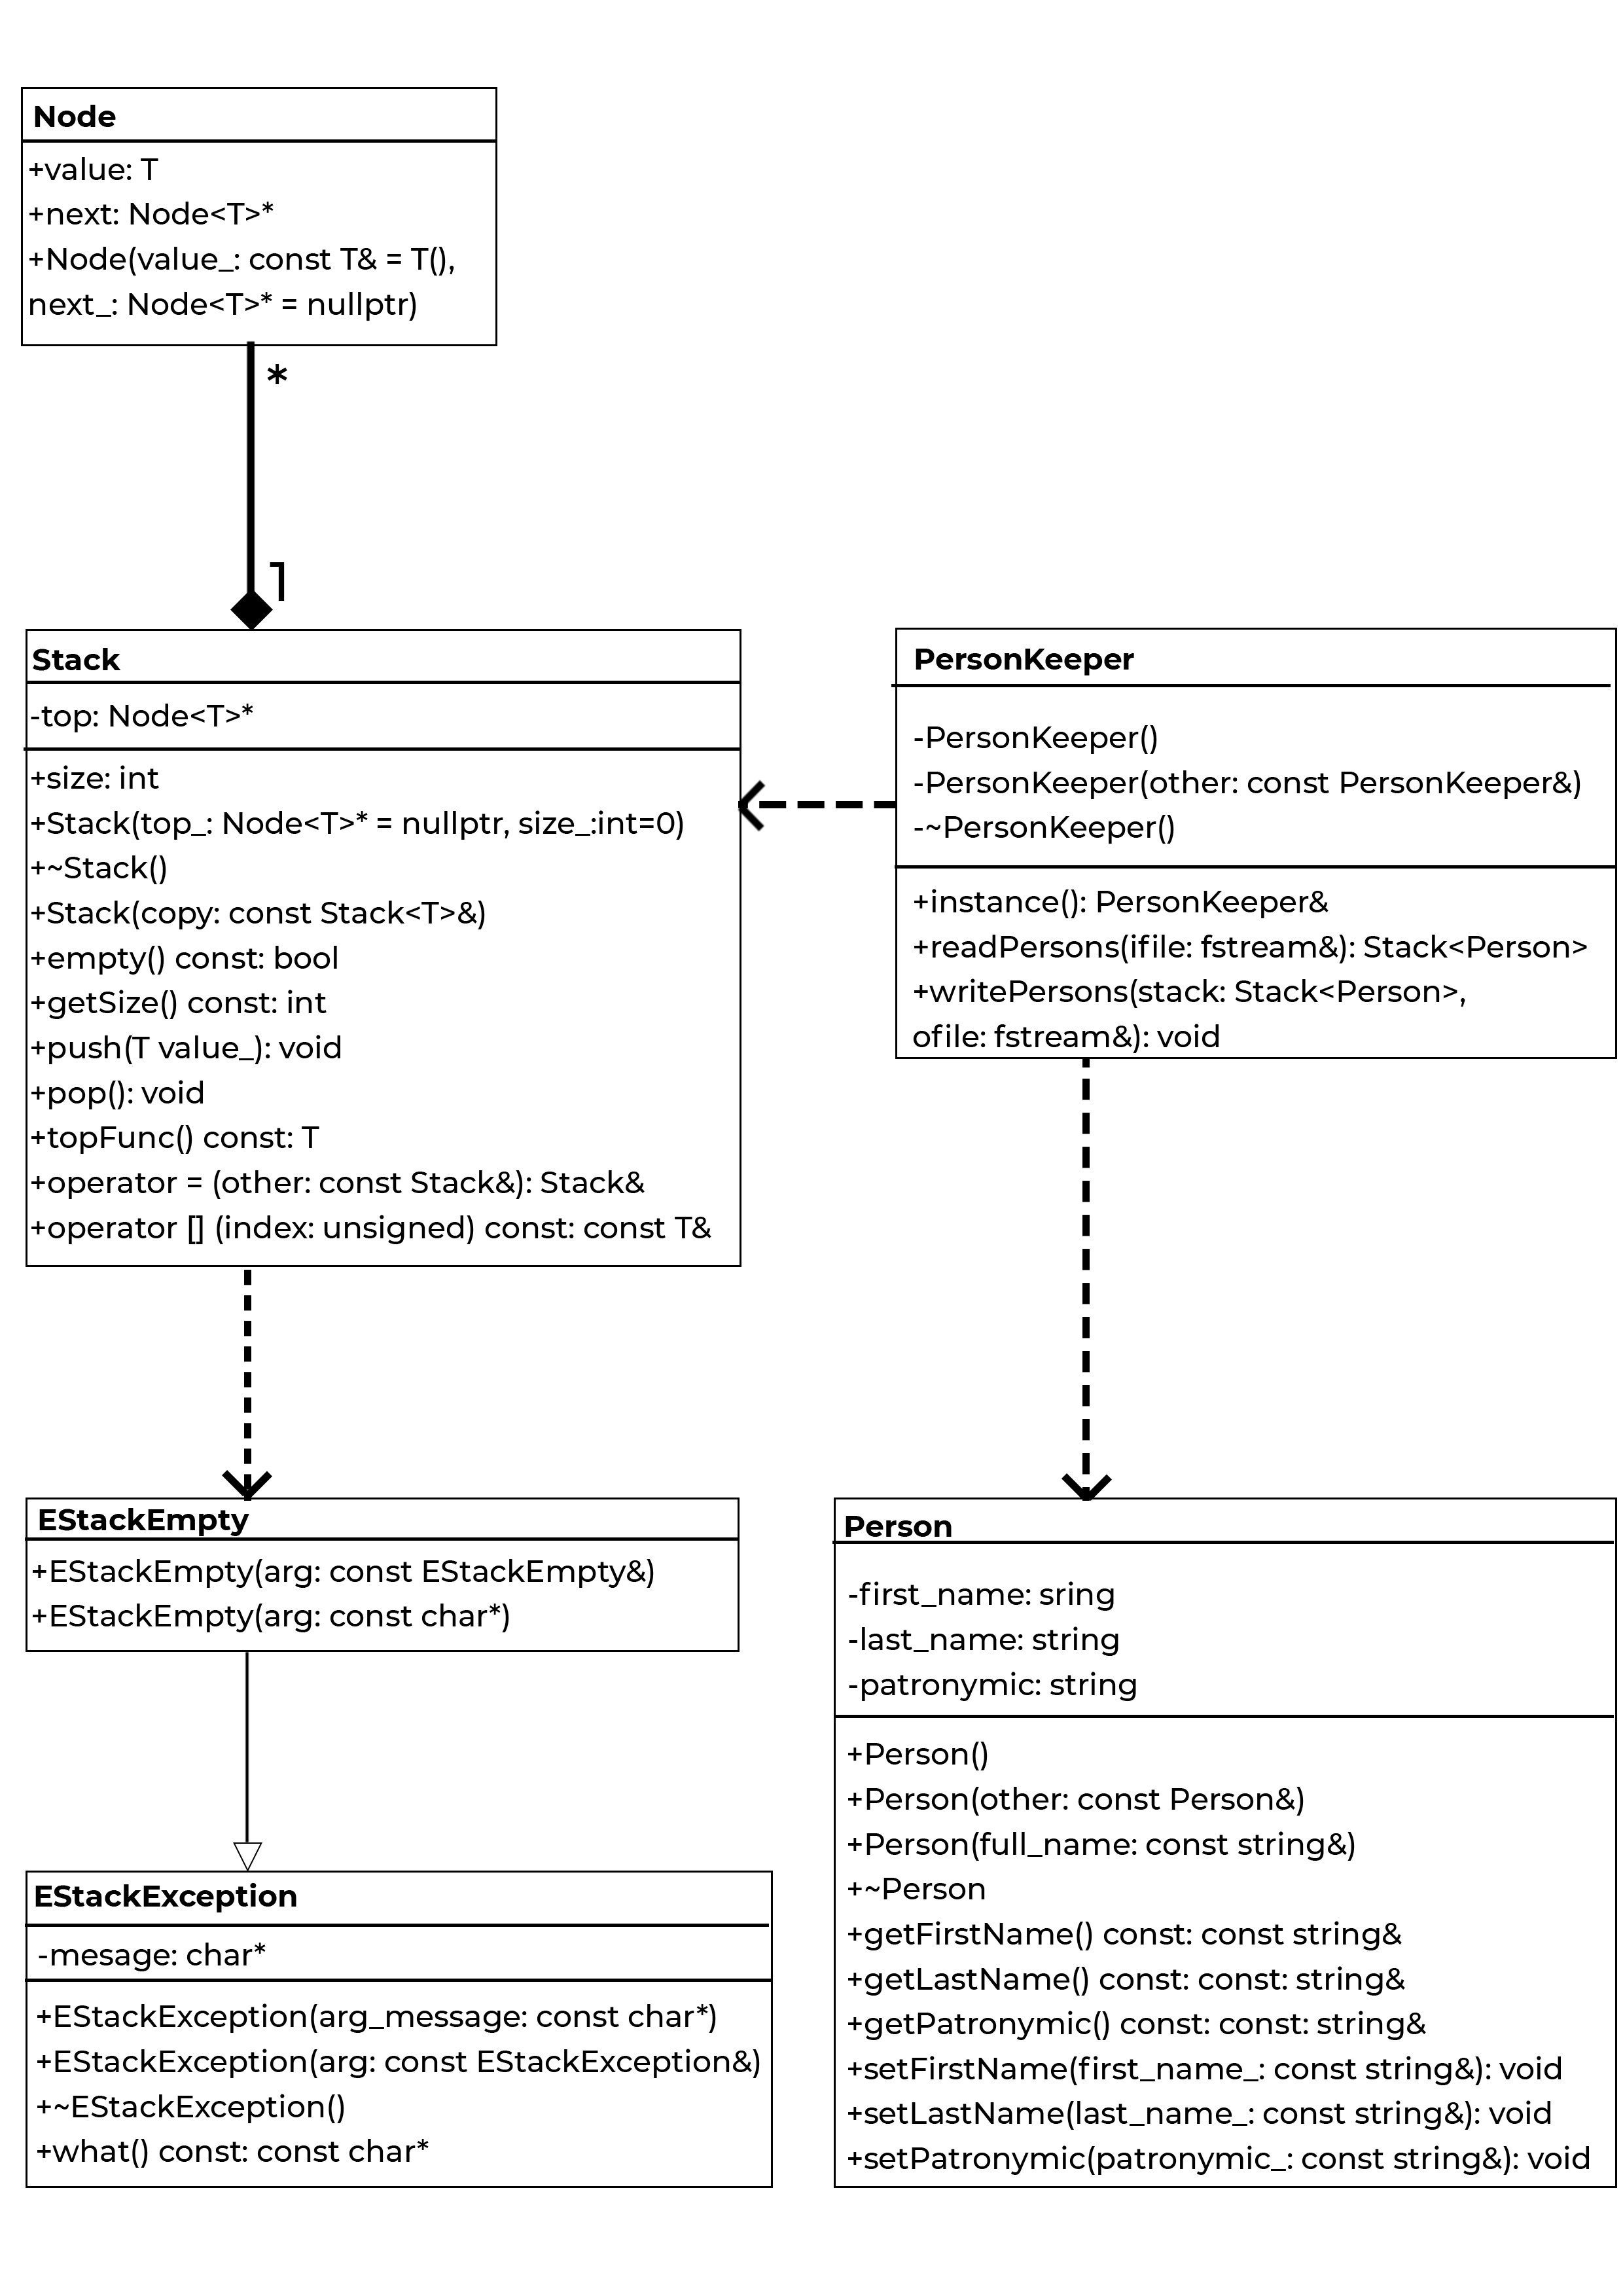 Node
+value: T
+next: Node<T>*
+Node(value_: const T& = T(),
next_: Node<T>* = nullptr)
*
1
Stack
-top: Node<T>*
+size: int
+Stack(top_: Node<T>* = nullptr, size_:int=0)
+~Stack()
+Stack(copy: const Stack<T>&)
+empty() const: bool
+getSize() const: int
+push(T value_): void
+pop(): void
+topFunc() const: T
+operator = (other: const Stack&): Stack&
+operator [] (index: unsigned) const: const T&
PersonKeeper
-PersonKeeper()
-PersonKeeper(other: const PersonKeeper&)
-~PersonKeeper()
+instance(): PersonKeeper&
+readPersons(ifile: fstream&): Stack<Person>
+writePersons(stack: Stack<Person>,
ofile: fstream&): void
EStackEmpty
+EStackEmpty(arg: const EStackEmpty&)
+EStackEmpty(arg: const char*)
EStackException
-mesage: char*
+EStackException(arg_message: const char*)
+EStackException(arg: const EStackException&)
+~EStackException()
+what() const: const char*
Person
-first_name: sring
-last_name: string
-patronymic: string
+Person()
+Person(other: const Person&)
+Person(full_name: const string&)
+~Person
+getFirstName() const: const string&
+getLastName() const: const: string&
+getPatronymic() const: const: string&
+setFirstName(first_name_: const string&): void
+setLastName(last_name_: const string&): void
+setPatronymic(patronymic_: const string&): void